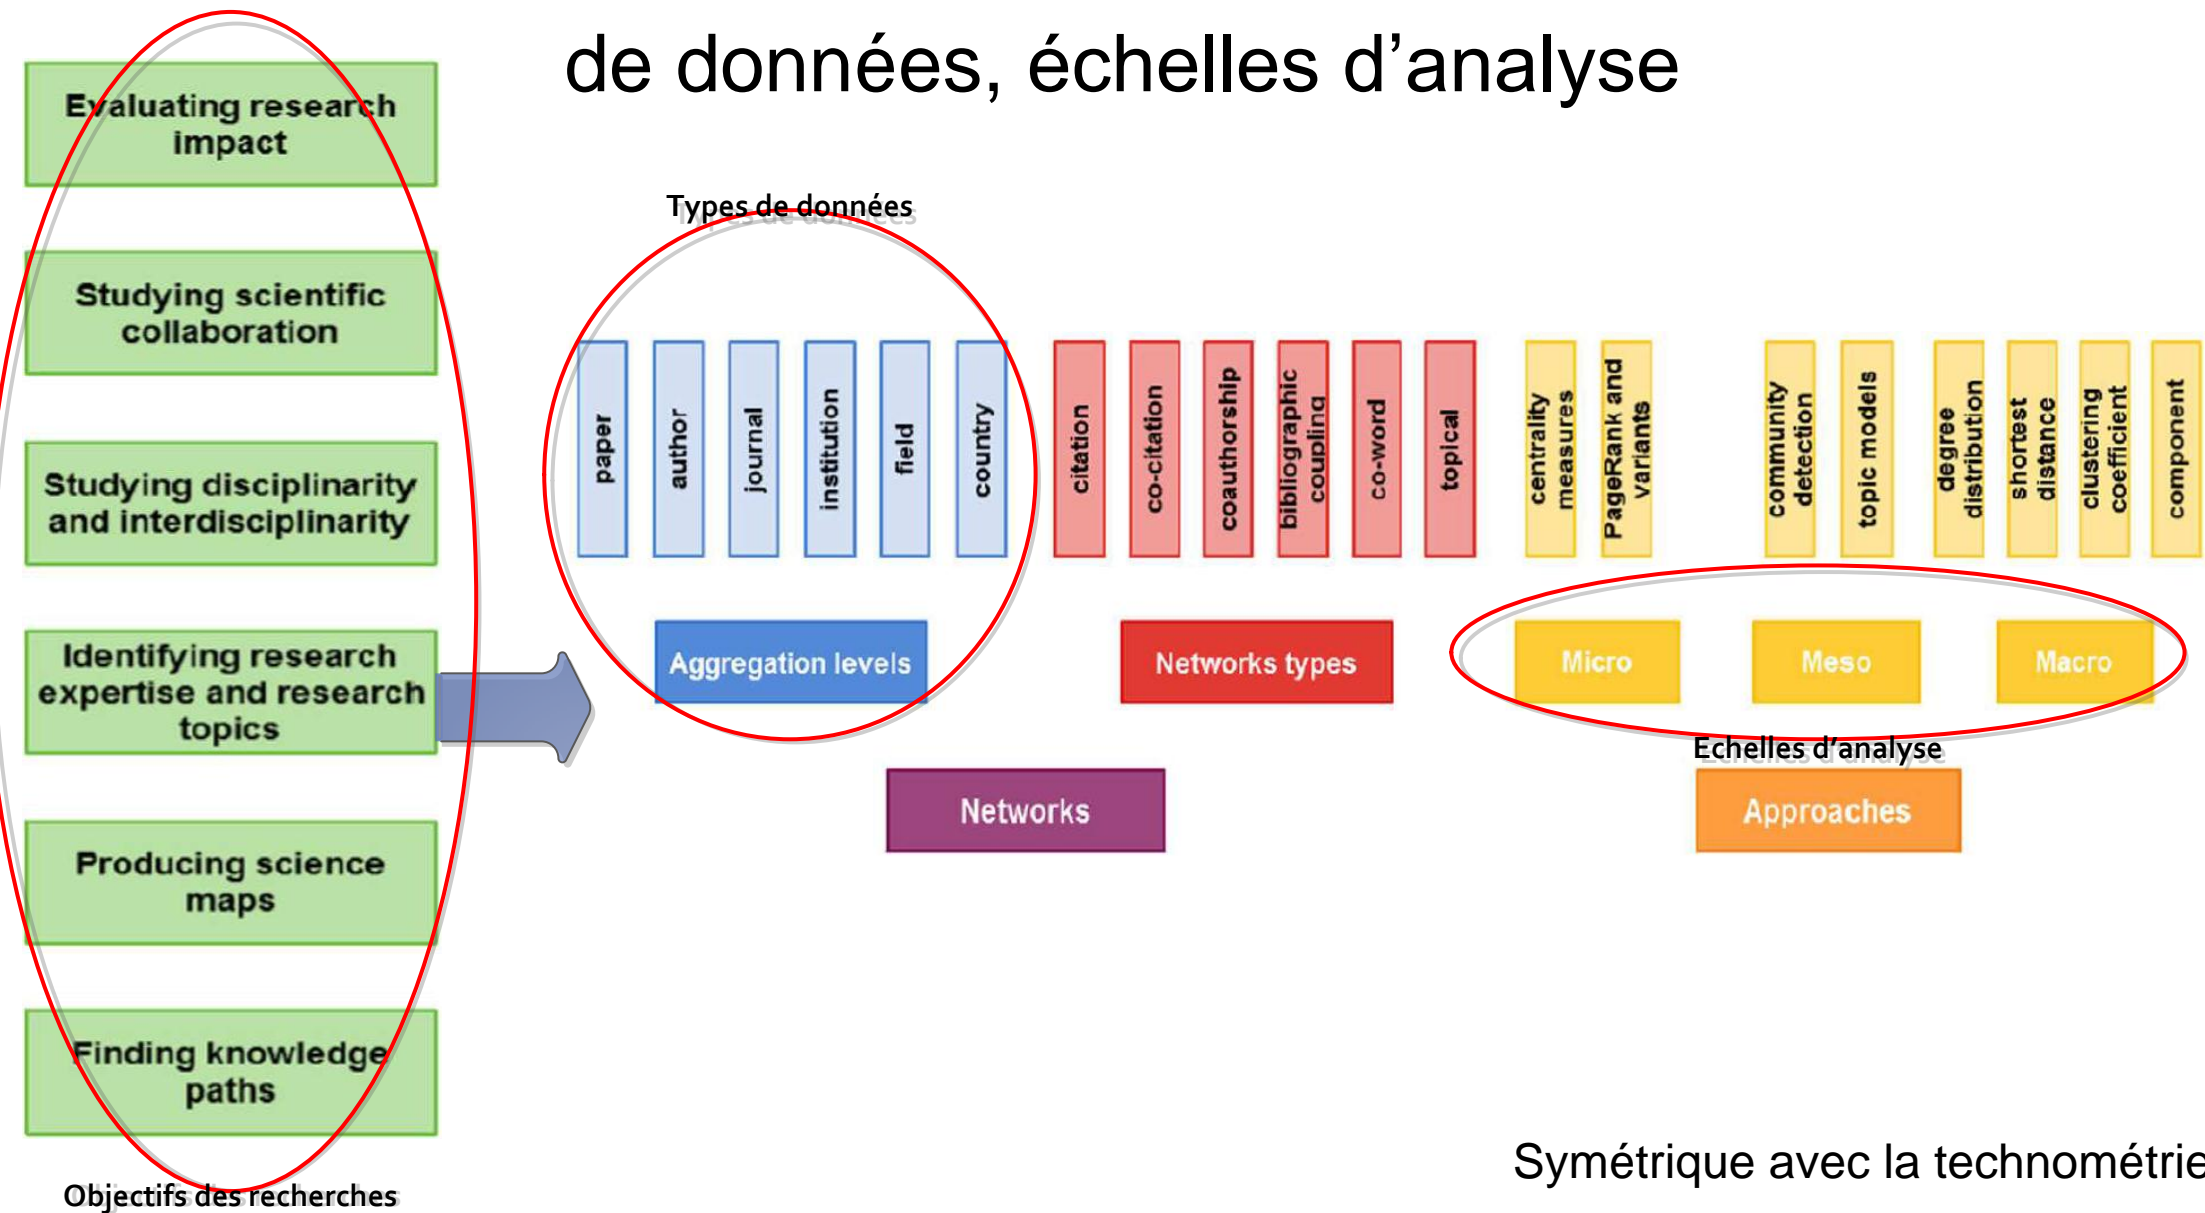 de données, échelles d’analyse
Evaluating research
impact
Studying scientific
collaboration
Studying disciplinarity
and interdisciplinarity
Identifying research
expertise and research
topics
Producing science
maps
Finding knowledge
paths
Objectifs des recherches
Types de données
paper
author
journal
institution
field
country
citation
co-citation
coauthorship
bibliographic
coupling
co-word
topical
centrality
measures
PageRank and
variants
community
detection
topic models
degree
distribution
shortest
distance
clustering
coefficient
component
Aggregation levels
Networks types
Micro
Meso
Macro
Echelles d’analyse
Networks
Approaches
Symétrique avec la technométrie